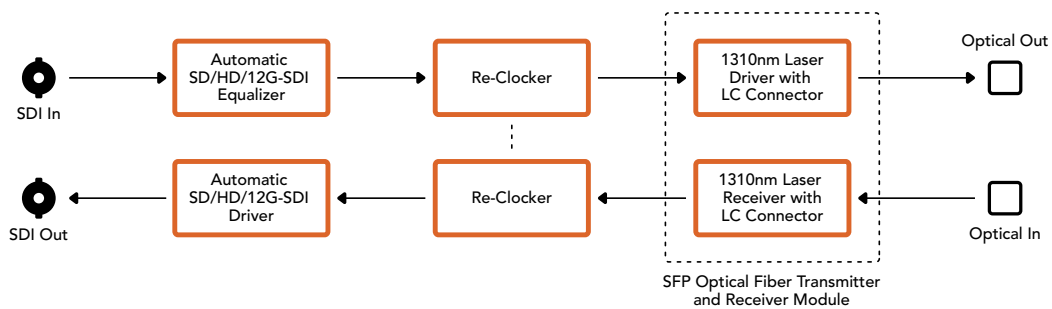 SDI In
Automatic
SD/HD/12G-SDI
Equalizer
Re-Clocker
1310nm Laser
Driver with
LC Connector
Optical Out
SDI Out
Automatic
SD/HD/12G-SDI
Driver
Re-Clocker
1310nm Laser
Receiver with
LC Connector
Optical In
SFP Optical Fiber Transmitter
and Receiver Module